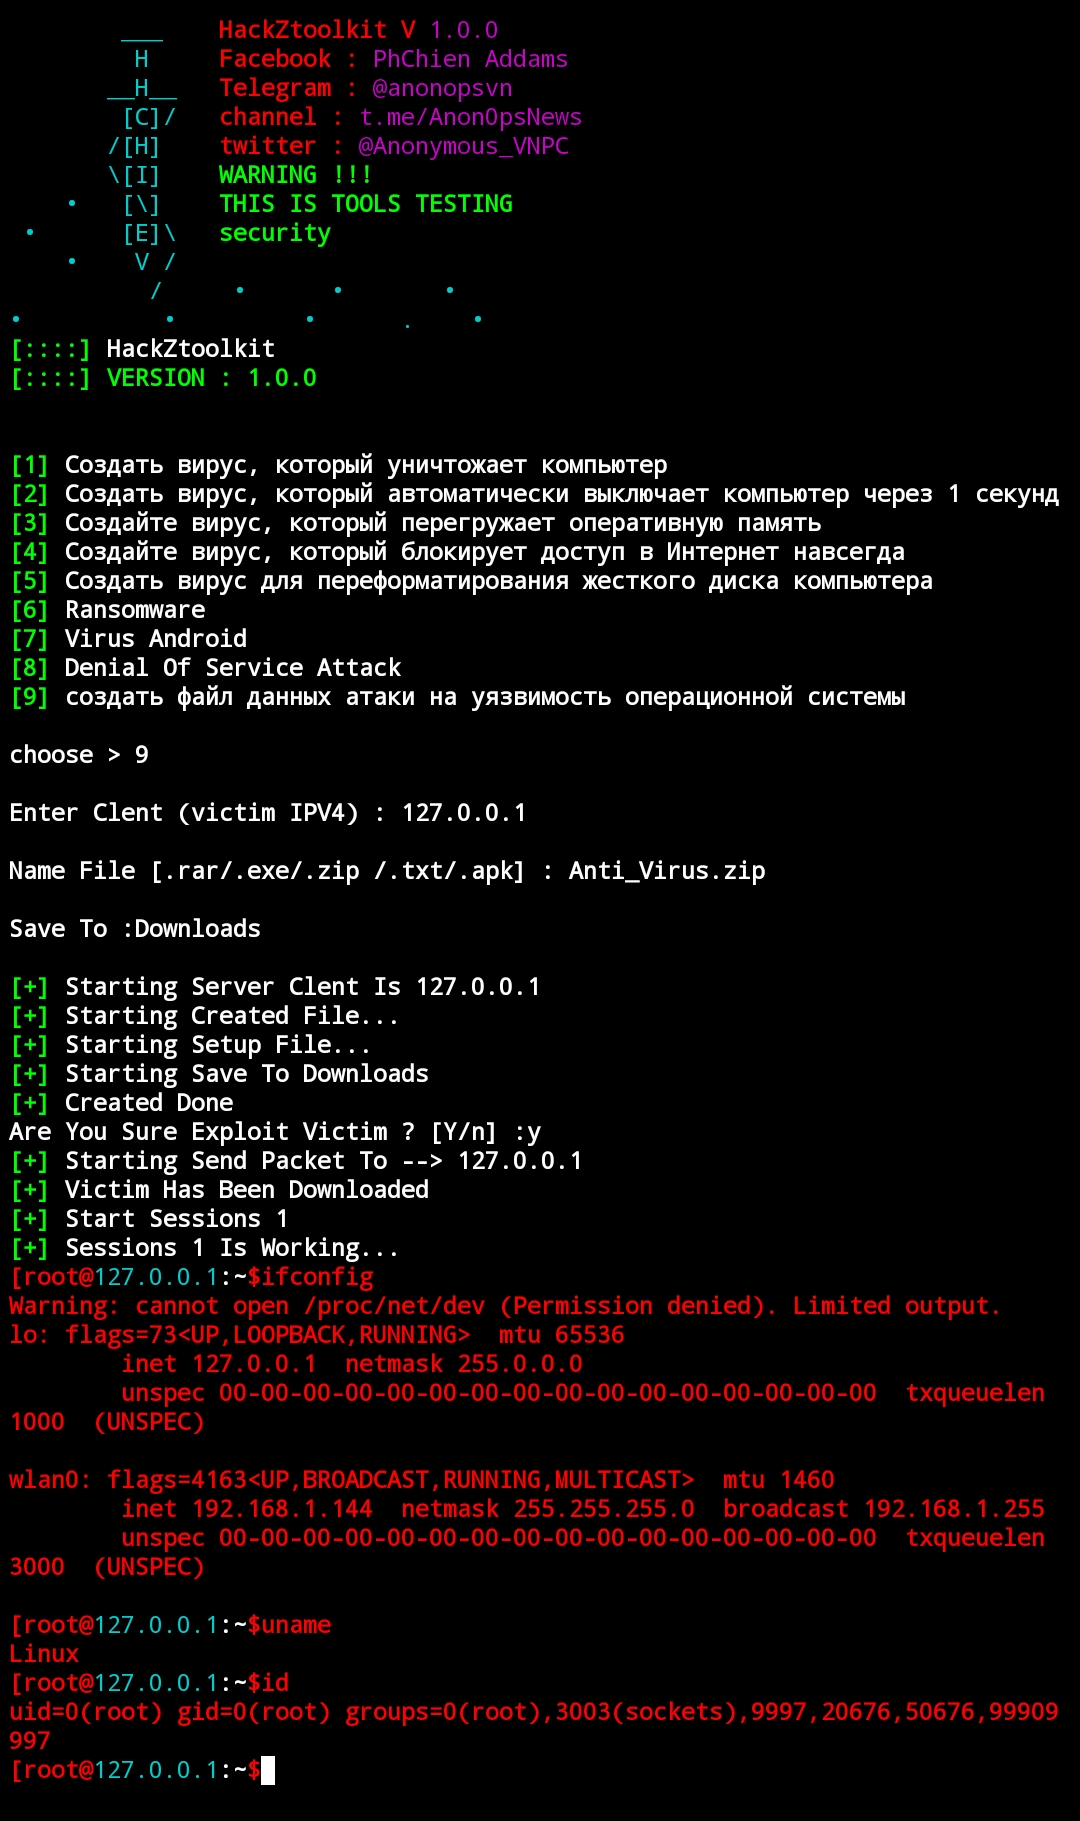 ___ HackZtoolkit V 1.0.0
H Facebook : PhChien Addams
__H__ Telegram : @anonopsvn
[C]/ channel : t.me/AnonOpsNews
/[H] twitter : @Anonymous_VNPC
\[I] WARNING !!!
• [\] THIS IS TOOLS TESTING
• [E]\ security
• V /
/ • • •
• • • . •
[::::] HackZtoolkit
[::::] VERSION : 1.0.0
[1] Создать вирус, который уничтожает компьютер
[2] Создать вирус, который автоматически выключает компьютер через 1 секунд
[3] Создайте вирус, который перегружает оперативную память
[4] Создайте вирус, который блокирует доступ в Интернет навсегда
[5] Создать вирус для переформатирования жесткого диска компьютера
[6] Ransomware
[7] Virus Android
[8] Denial Of Service Attack
[9] создать файл данных атаки на уязвимость операционной системы
choose > 9
Enter Clent (victim IPV4) : 127.0.0.1
Name File [.rar/.exe/.zip /.txt/.apk] : Anti_Virus.zip
Save To :Downloads
[+] Starting Server Clent Is 127.0.0.1
[+] Starting Created File...
[+] Starting Setup File...
[+] Starting Save To Downloads
[+] Created Done
Are You Sure Exploit Victim ? [Y/n] :y
[+] Starting Send Packet To --> 127.0.0.1
[+] Victim Has Been Downloaded
[+] Start Sessions 1
[+] Sessions 1 Is Working...
[root@127.0.0.1:~$ifconfig
Warning: cannot open /proc/net/dev (Permission denied). Limited output.
lo: flags=73<UP,LOOPBACK,RUNNING>  mtu 65536
inet 127.0.0.1  netmask 255.0.0.0
unspec 00-00-00-00-00-00-00-00-00-00-00-00-00-00-00-00  txqueuelen
1000  (UNSPEC)
wlan0: flags=4163<UP,BROADCAST,RUNNING,MULTICAST>  mtu 1460
inet 192.168.1.144  netmask 255.255.255.0  broadcast 192.168.1.255
unspec 00-00-00-00-00-00-00-00-00-00-00-00-00-00-00-00  txqueuelen
3000  (UNSPEC)
[root@127.0.0.1:~$uname
Linux
[root@127.0.0.1:~$id
uid=0(root) gid=0(root) groups=0(root),3003(sockets),9997,20676,50676,99909
997
[root@127.0.0.1:~$